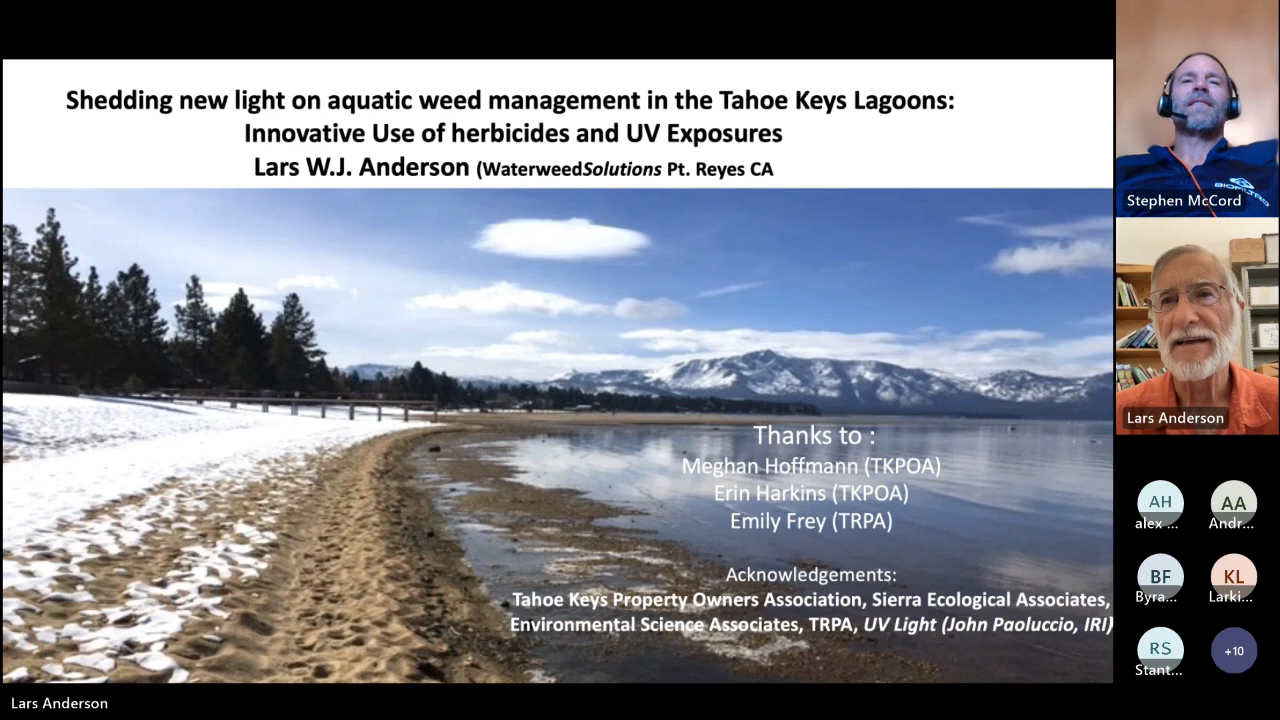 Shedding new light on aquatic weed management in the Tahoe Keys Lagoons:
Innovative Use of herbicides and UV Exposures
Lars W.J. Anderson (WaterweedSolutions Pt. Reyes CA
Thanks to :
Meghan Hoffmann (TKPOA)
Erin Harkins (TKPOA)
Emily Frey (TRPA)
Acknowledgements:
Tahoe Keys Property Owners Association, Sierra Ecological Associates,
Environmental Science Associates, TRPA, UV Light (John Paoluccio, IRI)
BIOFILTRO
Stephen McCord
Lars Anderson
AH
AA
alex ...
Andr...
BF
KL
Byra...
Larki...
RS
+10
Stant...
Lars Anderson